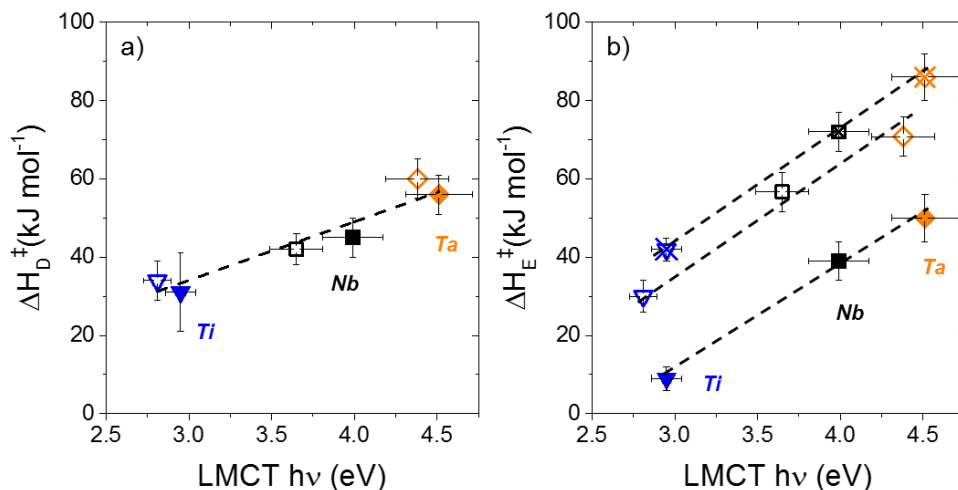 a)
100
80
60
40
20
0
ΔH_D‡ (kJ mol⁻¹)
Ti
Nb
Ta
2.5 3.0 3.5 4.0 4.5
LMCT hν (eV)
b)
100
80
60
40
20
0
ΔH_E‡ (kJ mol⁻¹)
Ti
Nb
Ta
2.5 3.0 3.5 4.0 4.5
LMCT hν (eV)